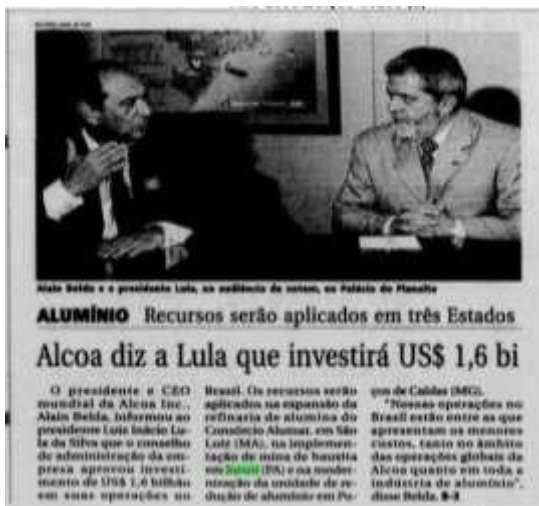 Alain Belda e o presidente Lula, na audiência de ontem, no Palácio do Planalto
ALUMÍNIO Recursos serão aplicados em três Estados
Alcoa diz a Lula que investirá US$ 1,6 bi
O presidente e CEO
mundial da Alcoa Inc.,
Alain Belda, informou ao
presidente Luiz Inácio Lu-
la da Silva que o conselho
de administração da em-
presa aprovou investi-
mento de US$ 1,6 bilhão
em suas operações no
Brasil. Os recursos serão
aplicados na expansão da
refinaria de alumina do
Consórcio Alumar, em São
Luiz (MA), na implemen-
tação de mina de bauxita
em (PA) e na moder-
nização da unidade de re-
dução de alumínio em Po-
ços de Caldas (MG).
"Nossas operações no
Brasil estão entre as que
apresentam os menores
custos, tanto no âmbito
das operações globais da
Alcoa quanto em toda a
indústria de alumínio",
disse Belda. B-3